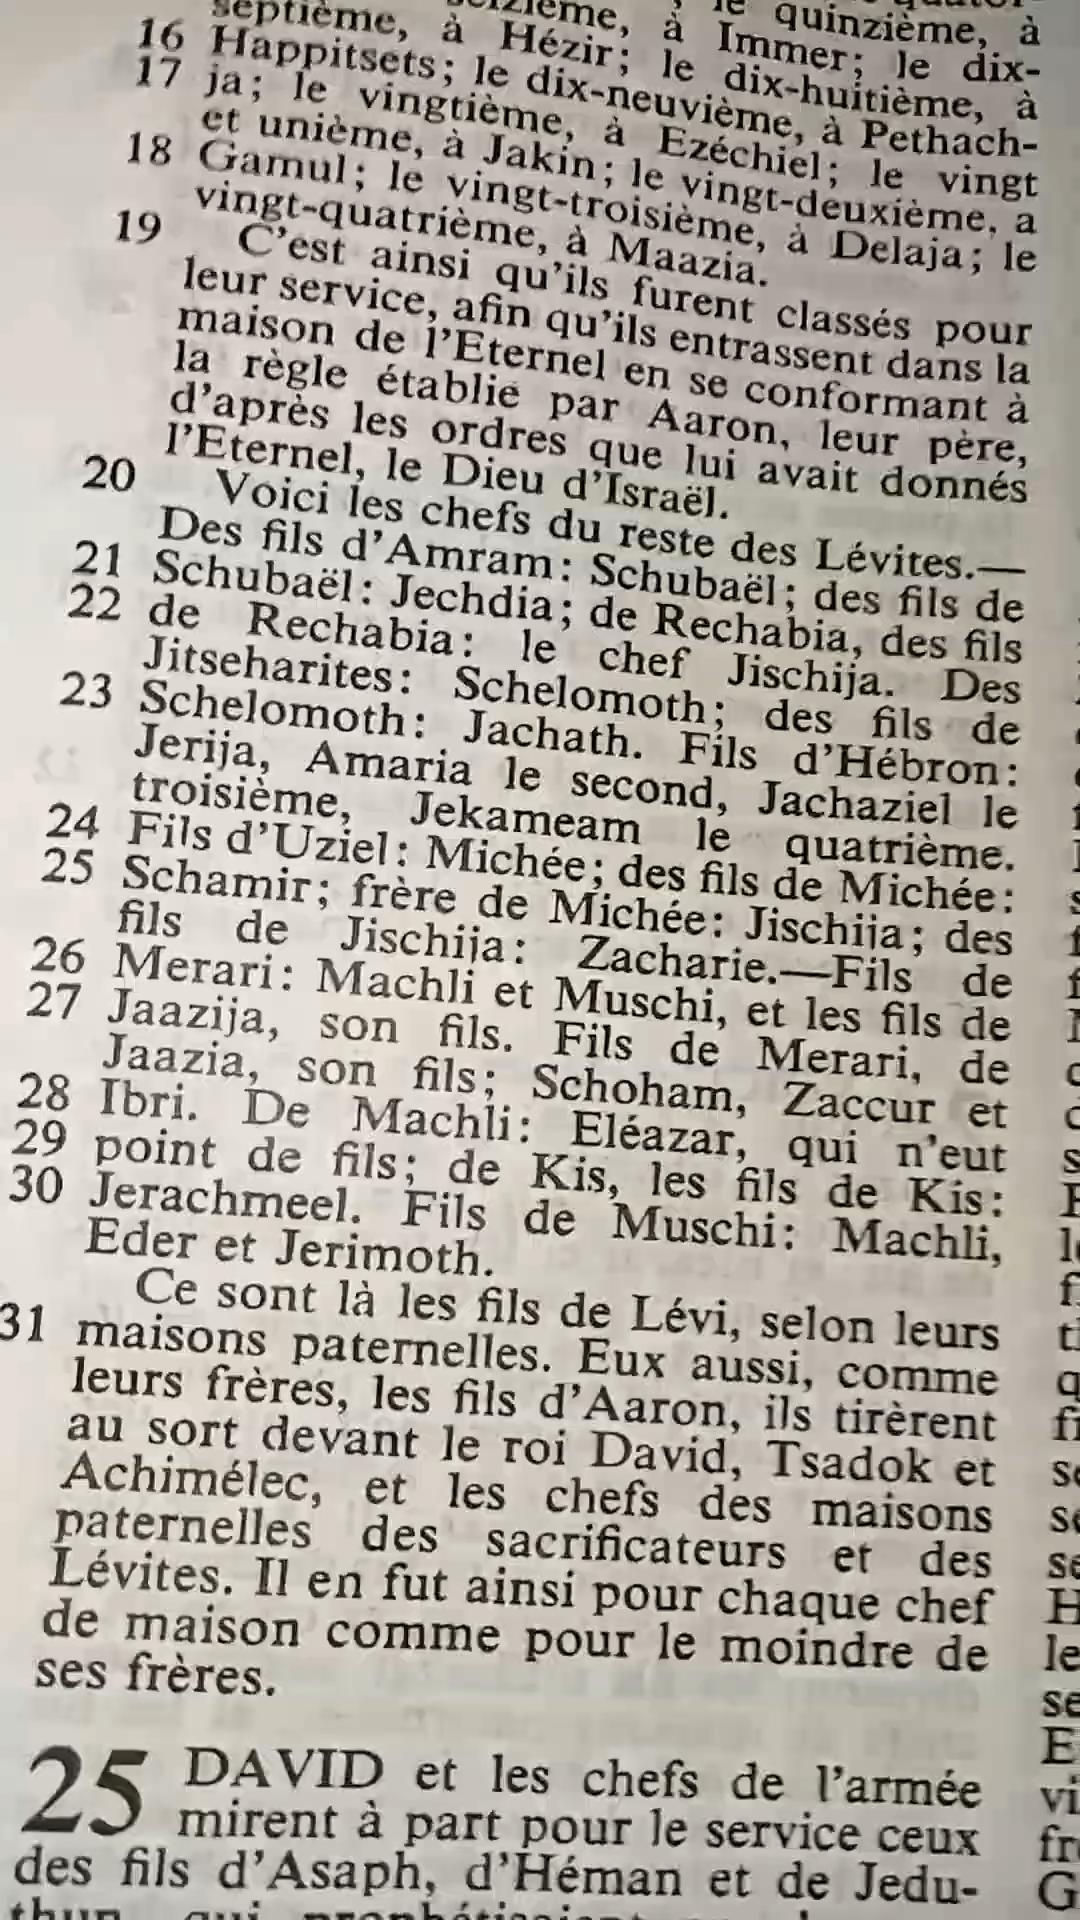 septième, à Hézir; le dix-huitième, à
16 Happitsets; le dix-neuvième, à Pethach-
17 ja; le vingtième, à Ezéchiel; le vingt
et unième, à Jakin; le vingt-deuxième, a
18 Gamul; le vingt-troisième, à Delaja; le
vingt-quatrième, à Maazia.
19 C'est ainsi qu'ils furent classés pour
leur service, afin qu'ils entrassent dans la
maison de l'Eternel en se conformant à
la règle établie par Aaron, leur père,
d'après les ordres que lui avait donnés
l'Eternel, le Dieu d'Israël.
20 Voici les chefs du reste des Lévites.—
Des fils d'Amram: Schubaël; des fils de
21 Schubaël: Jechdia; de Rechabia, des fils
22 de Rechabia: le chef Jischija. Des
Jitseharites: Schelomoth; des fils de
23 Schelomoth: Jachath. Fils d'Hébron:
Jerija, Amaria le second, Jachaziel le
troisième, Jekameam le quatrième.
24 Fils d'Uziel: Michée; des fils de Michée:
25 Schamir; frère de Michée: Jischija; des
fils de Jischija: Zacharie.—Fils de
26 Merari: Machli et Muschi, et les fils de
27 Jaazija, son fils. Fils de Merari, de
Jaazia, son fils; Schoham, Zaccur et
28 Ibri. De Machli: Eléazar, qui n'eut
29 point de fils; de Kis, les fils de Kis:
30 Jerachmeel. Fils de Muschi: Machli,
Eder et Jerimoth.
Ce sont là les fils de Lévi, selon leurs
31 maisons paternelles. Eux aussi, comme
leurs frères, les fils d'Aaron, ils tirèrent
au sort devant le roi David, Tsadok et
Achimélec, et les chefs des maisons
paternelles des sacrificateurs et des
Lévites. Il en fut ainsi pour chaque chef
de maison comme pour le moindre de
ses frères.
25 DAVID et les chefs de l'armée
mirent à part pour le service ceux
des fils d'Asaph, d'Héman et de Jedu-